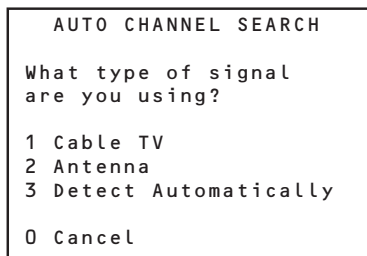 AUTO CHANNEL SEARCH
What type of signal
are you using?
1 Cable TV
2 Antenna
3 Detect Automatically
0 Cancel